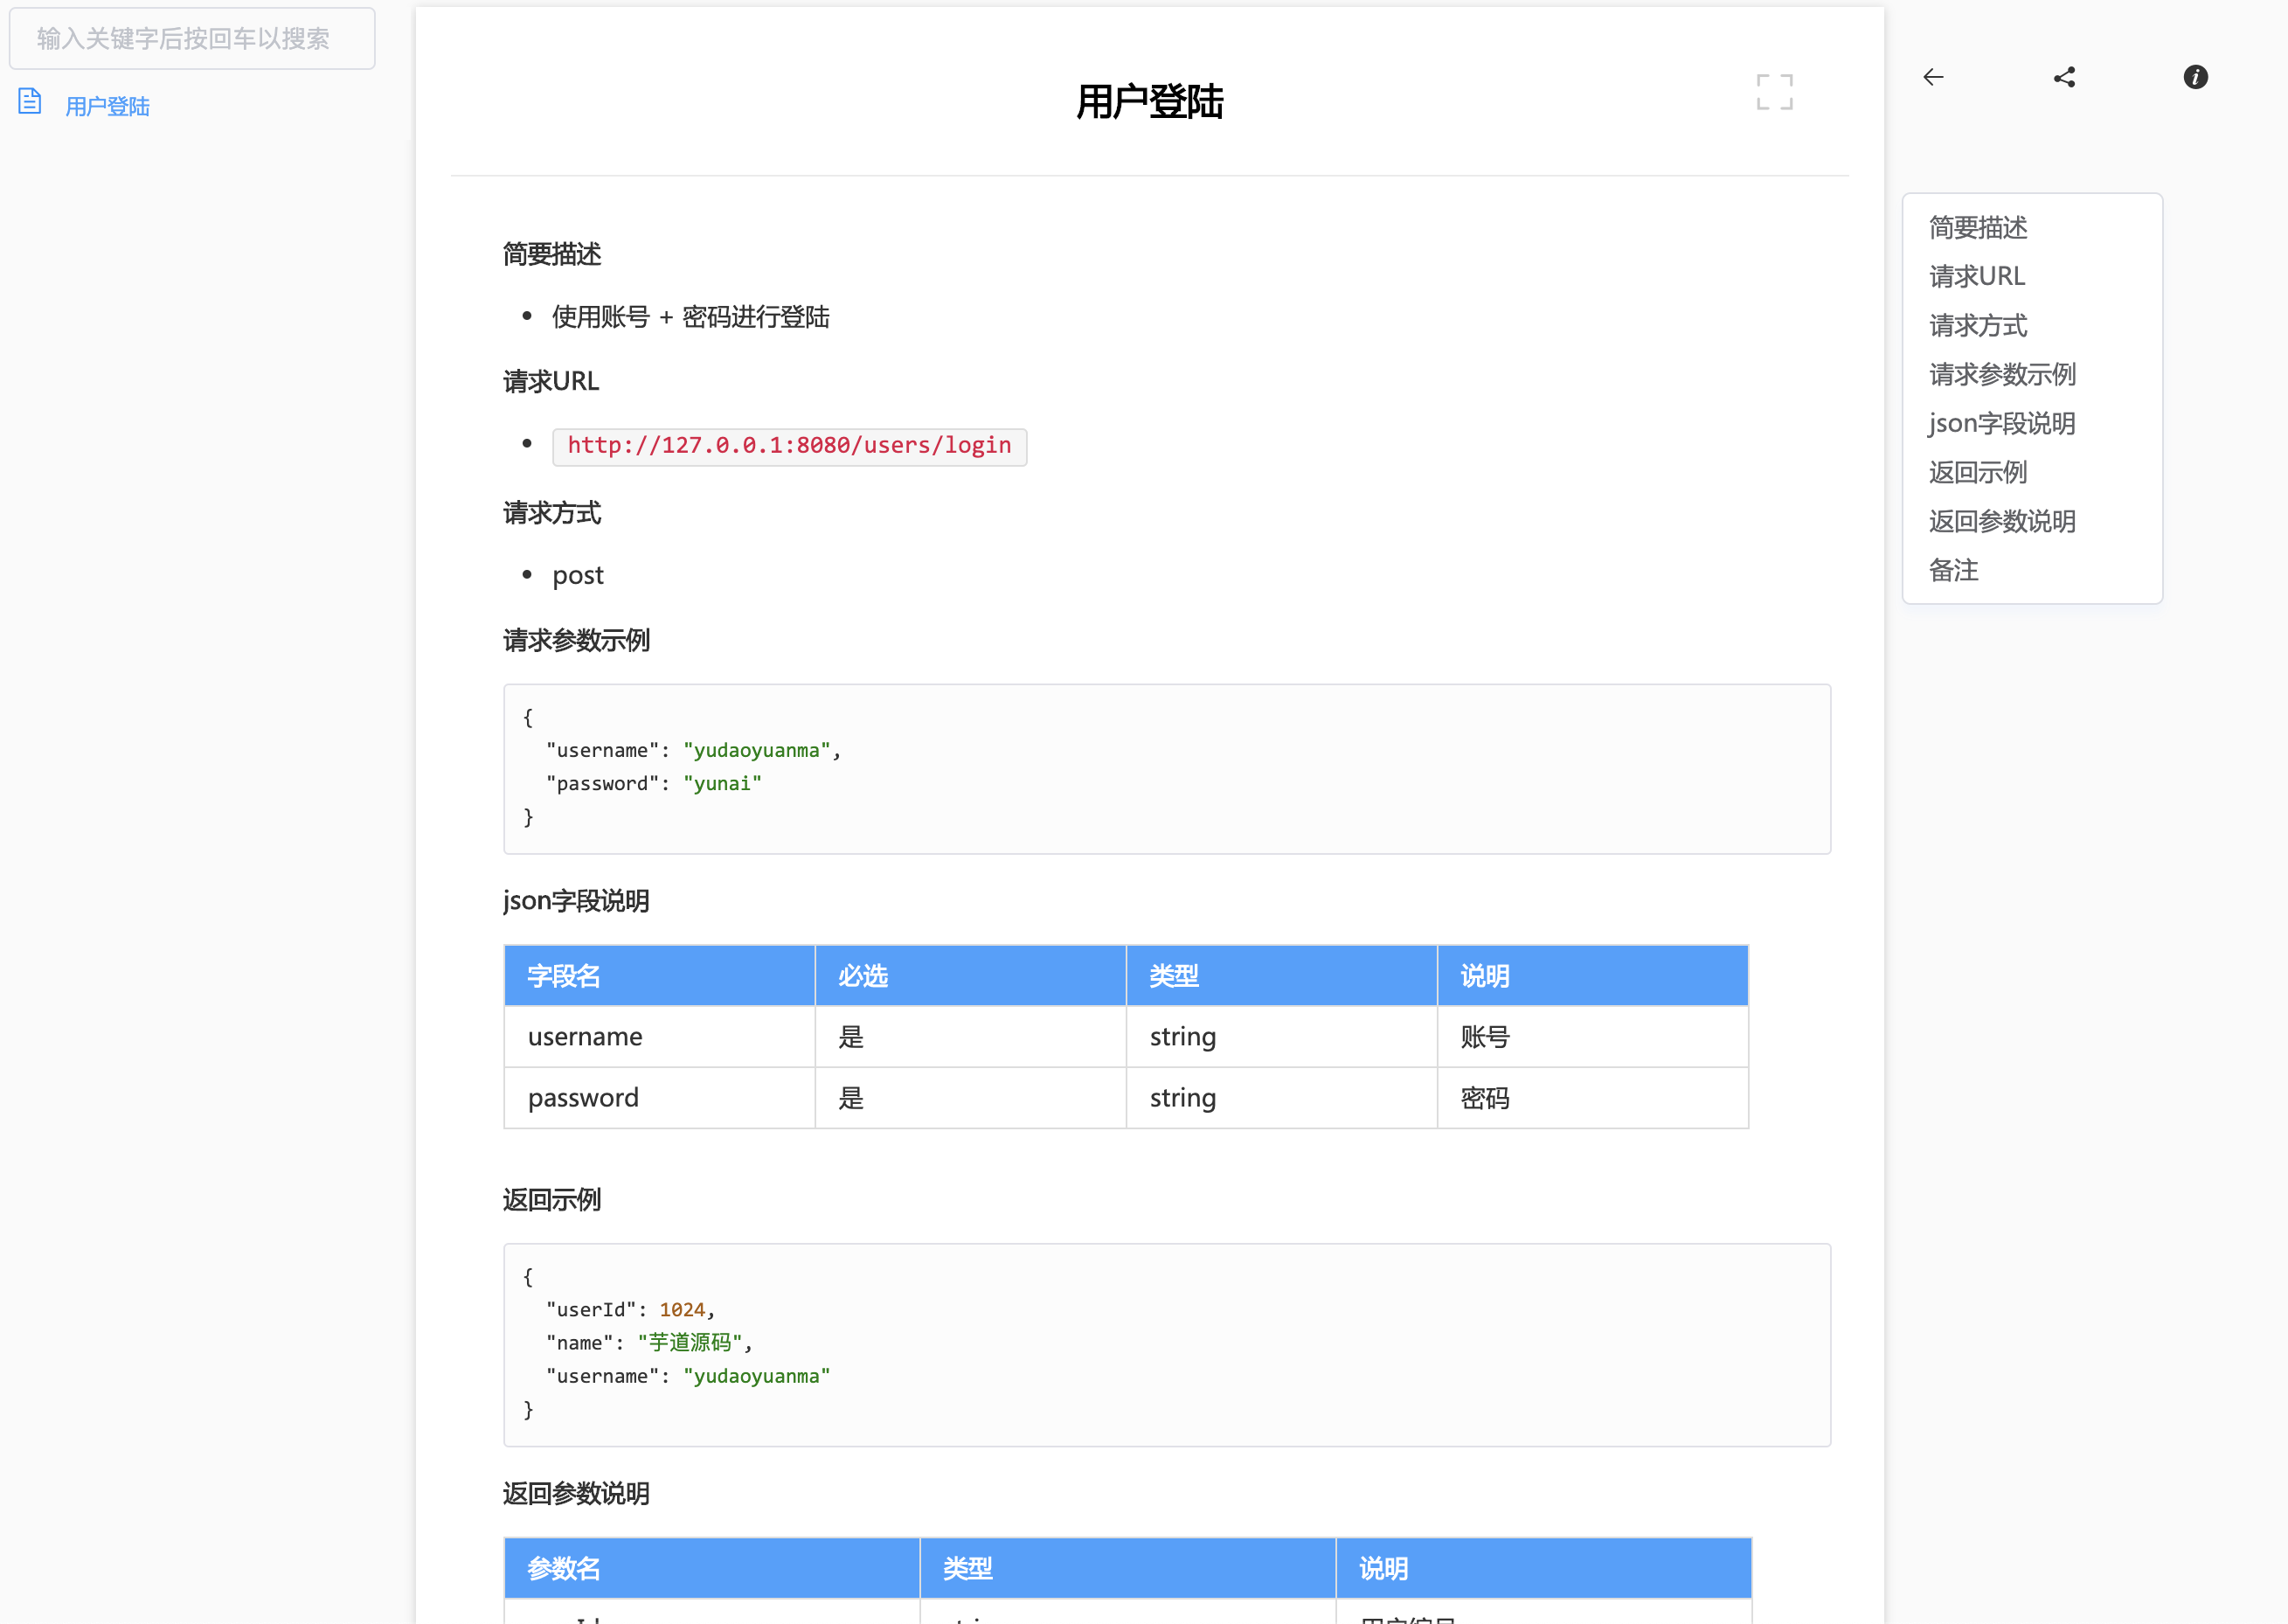 输入关键字后按回车以搜索
用户登陆
用户登陆
简要描述
使用账号 + 密码进行登陆
请求URL
http://127.0.0.1:8080/users/login
请求方式
post
请求参数示例
{
"username": "yudaoyuanma",
"password": "yunai"
}
json字段说明
字段名 必选 类型 说明
username 是 string 账号
password 是 string 密码
返回示例
{
"userId": 1024,
"name": "芋道源码",
"username": "yudaoyuanma"
}
返回参数说明
参数名 类型 说明
简要描述
请求URL
请求方式
请求参数示例
json字段说明
返回示例
返回参数说明
备注